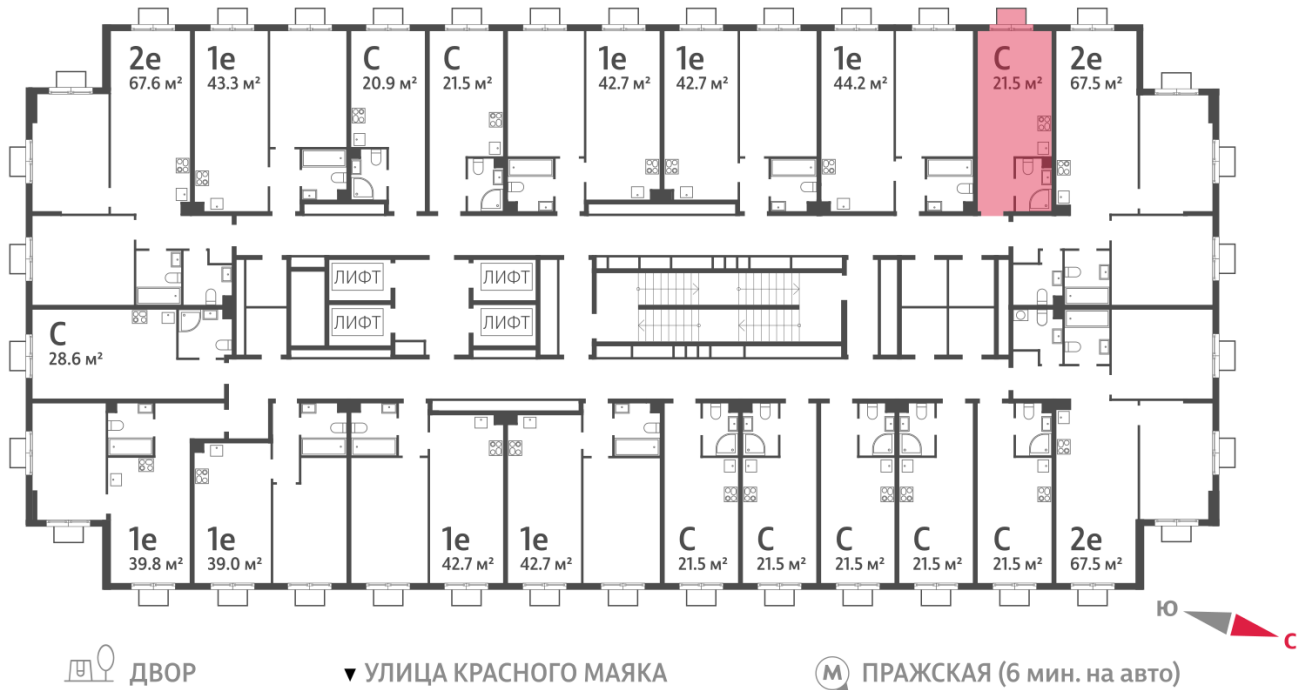 2е
67.6 м²
1е
43.3 м²
С
20.9 м²
С
21.5 м²
1е
42.7 м²
1е
42.7 м²
1е
44.2 м²
С
21.5 м²
2е
67.5 м²
ЛИФТ
ЛИФТ
ЛИФТ
ЛИФТ
С
28.6 м²
1е
39.8 м²
1е
39.0 м²
1е
42.7 м²
1е
42.7 м²
С
21.5 м²
С
21.5 м²
С
21.5 м²
С
21.5 м²
С
21.5 м²
2е
67.5 м²
Ю
С
ДВОР
УЛИЦА КРАСНОГО МАЯКА
М ПРАЖСКАЯ (6 мин. на авто)